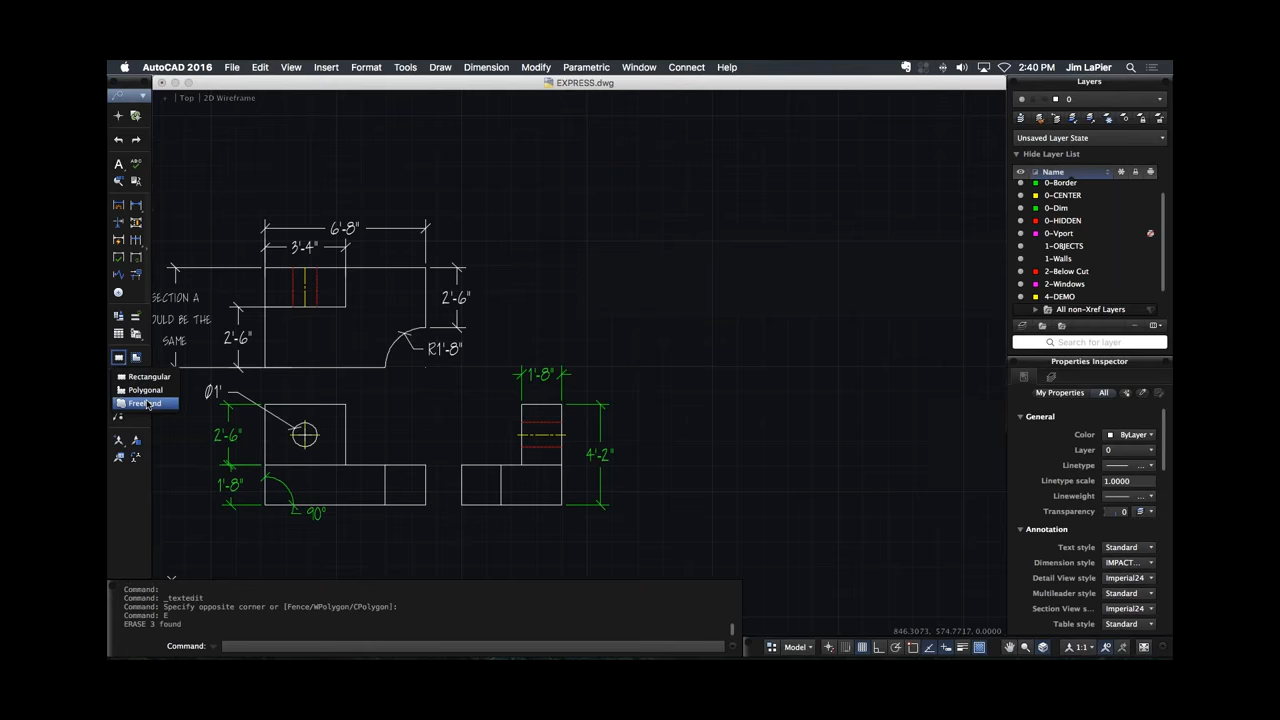 AutoCAD 2016 File Edit View Insert Format Tools Draw Dimension Modify Parametric Window Connect Help 2:40 PM Jim LaPier
EXPRESS.dwg
Top 2D Wireframe
Layers
0
Unsaved Layer State
Hide Layer List
Name
0-Border
0-CENTER
0-Dim
0-HIDDEN
0-Vport
1-OBJECTS
1-Walls
2-Below Cut
2-Windows
4-DEMO
All non-Xref Layers
Search for layer
Properties Inspector
My Properties All
General
Color ByLayer
Layer 0
Linetype
Linetype scale 1.0000
Lineweight
Transparency 0
Annotation
Text style Standard
Dimension style IMPACT...
Detail View style Imperial24
Multileader style Standard
Section View s... Imperial24
Table style Standard
6'-8"
3'-4"
SECTION A
OULD BE THE
SAME
2'-6"
2'-6"
R1'-8"
Rectangular
Polygonal
Freehand
Ø1'
2'-6"
1'-8"
90°
1'-8"
4'-2"
Command:
Command: _textedit
Command: Specify opposite corner or [Fence/WPolygon/CPolygon]:
Command: E
ERASE 3 found
Command:
846.3073, 574.7717, 0.0000
Model 1:1